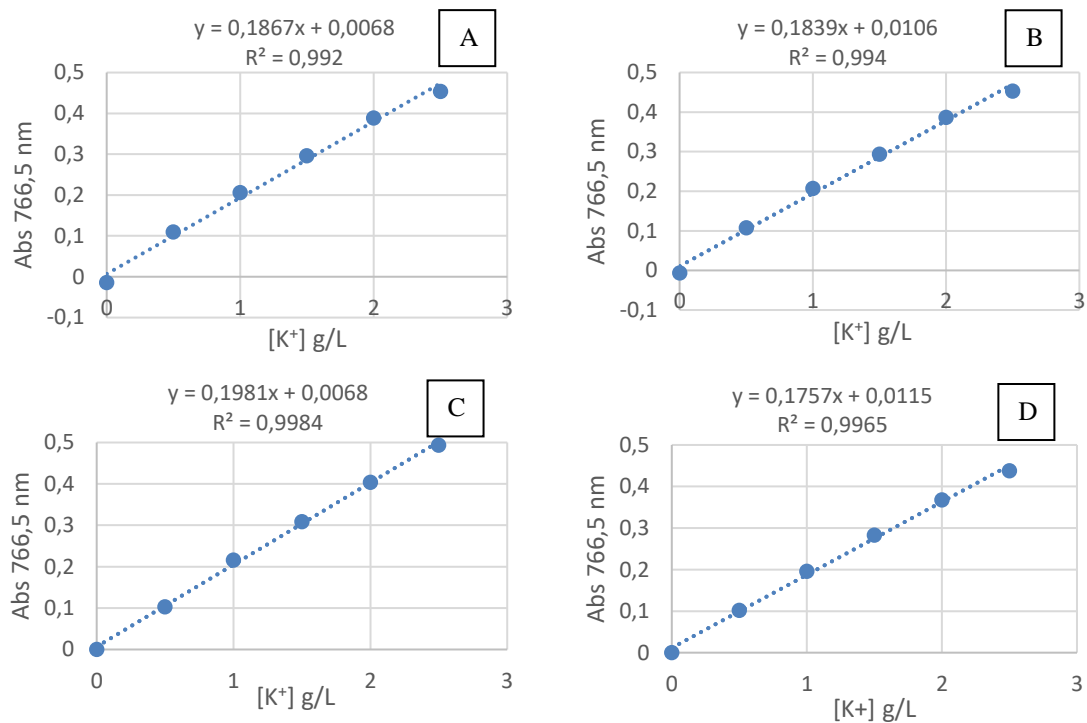 y = 0,1867x + 0,0068
R² = 0,992
A
0,5
0,4
0,3
0,2
0,1
0
-0,1
0 1 2 3
Abs 766,5 nm
[K⁺] g/L
y = 0,1839x + 0,0106
R² = 0,994
B
0,5
0,4
0,3
0,2
0,1
0
-0,1
0 1 2 3
Abs 766,5 nm
[K⁺] g/L
y = 0,1981x + 0,0068
R² = 0,9984
C
0,5
0,4
0,3
0,2
0,1
0
0 1 2 3
Abs 766,5 nm
[K⁺] g/L
y = 0,1757x + 0,0115
R² = 0,9965
D
0,5
0,4
0,3
0,2
0,1
0
0 1 2 3
Abs 766,5 nm
[K+] g/L